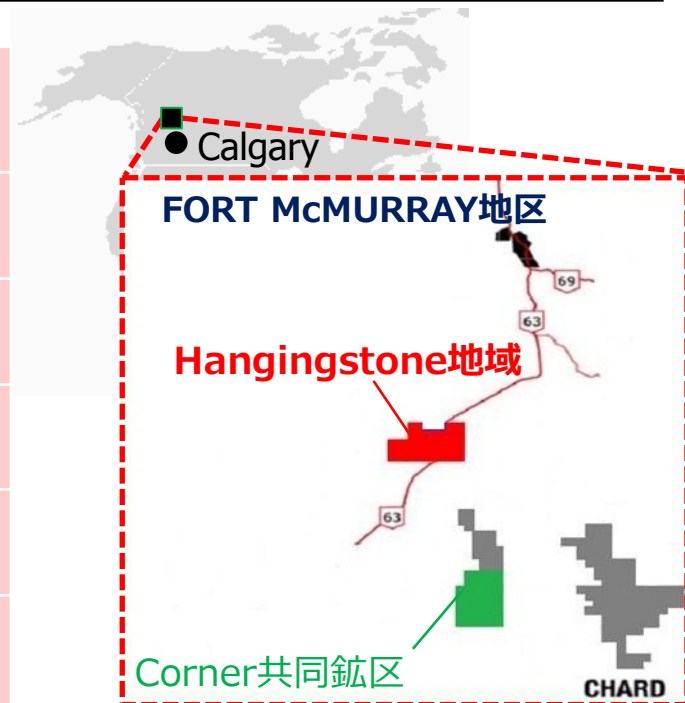 Calgary
FORT McMURRAY地区
69
63
Hangingstone地域
63
Corner共同鉱区
CHARD